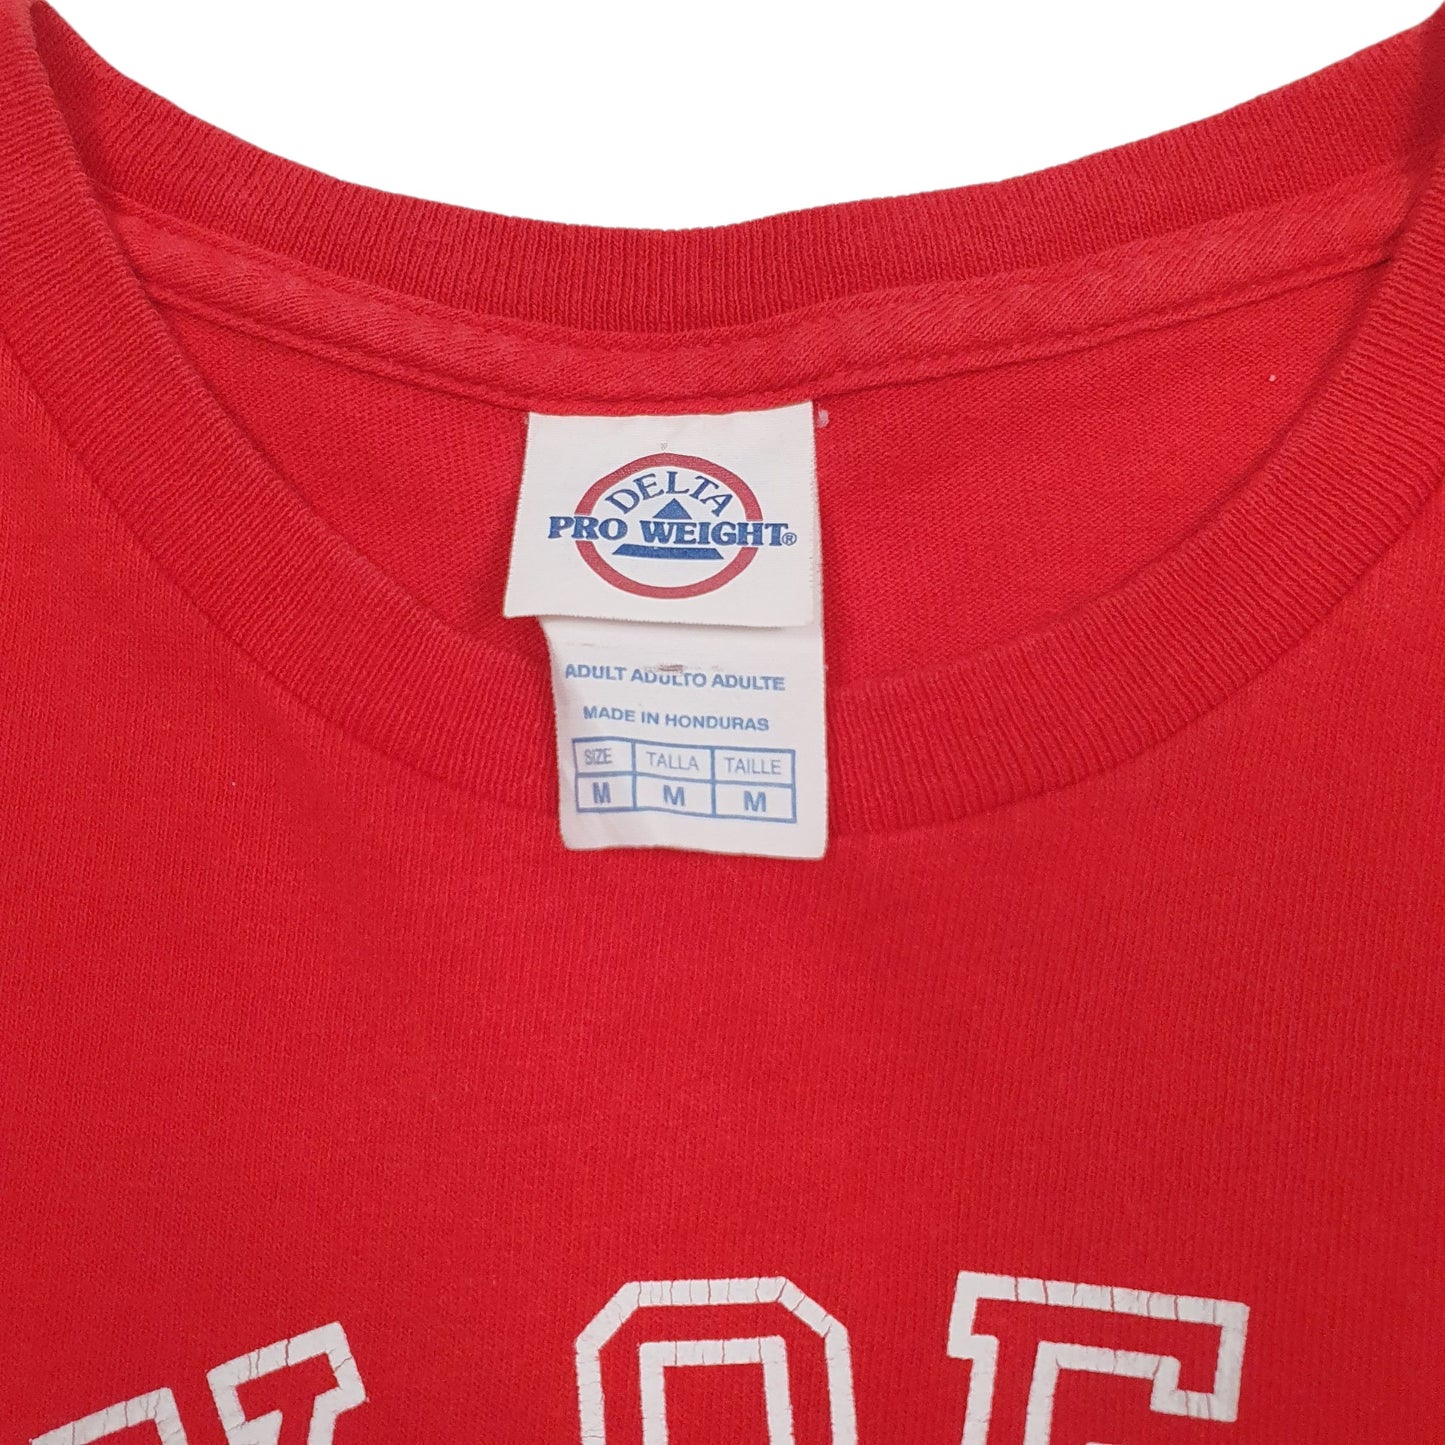 DELTA
PRO WEIGHT®
ADULT ADULTO ADULTE
MADE IN HONDURAS
SIZE TALLA TAILLE
M M M